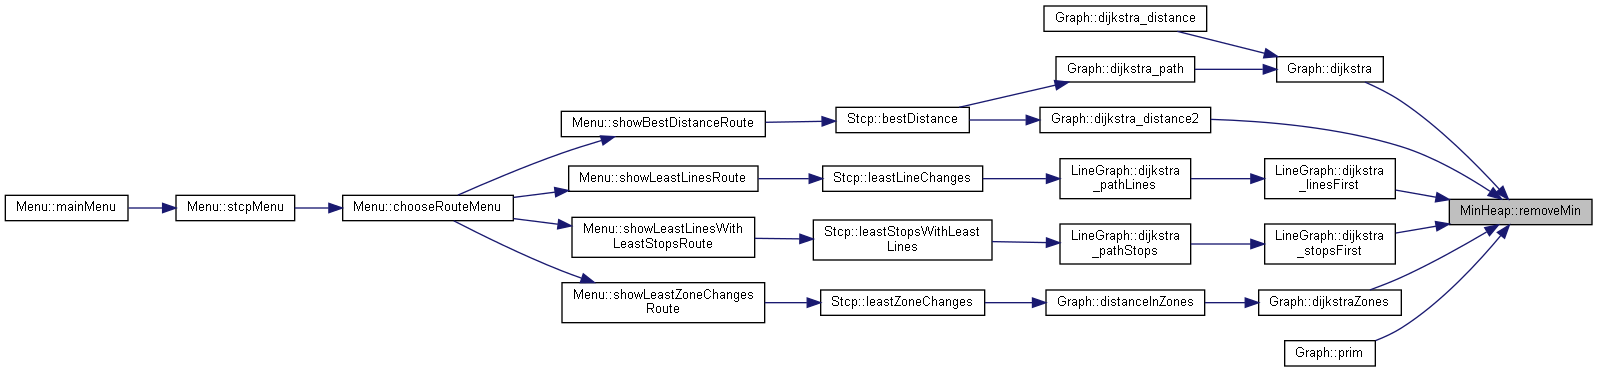 Graph::dijkstra_distance
Graph::dijkstra_path
Graph::dijkstra
Menu::showBestDistanceRoute
Stcp::bestDistance
Graph::dijkstra_distance2
Menu::showLeastLinesRoute
Stcp::leastLineChanges
LineGraph::dijkstra
_pathLines
LineGraph::dijkstra
_linesFirst
Menu::mainMenu
Menu::stcpMenu
Menu::chooseRouteMenu
MinHeap::removeMin
Menu::showLeastLinesWith
LeastStopsRoute
Stcp::leastStopsWithLeast
Lines
LineGraph::dijkstra
_pathStops
LineGraph::dijkstra
_stopsFirst
Menu::showLeastZoneChanges
Route
Stcp::leastZoneChanges
Graph::distanceInZones
Graph::dijkstraZones
Graph::prim